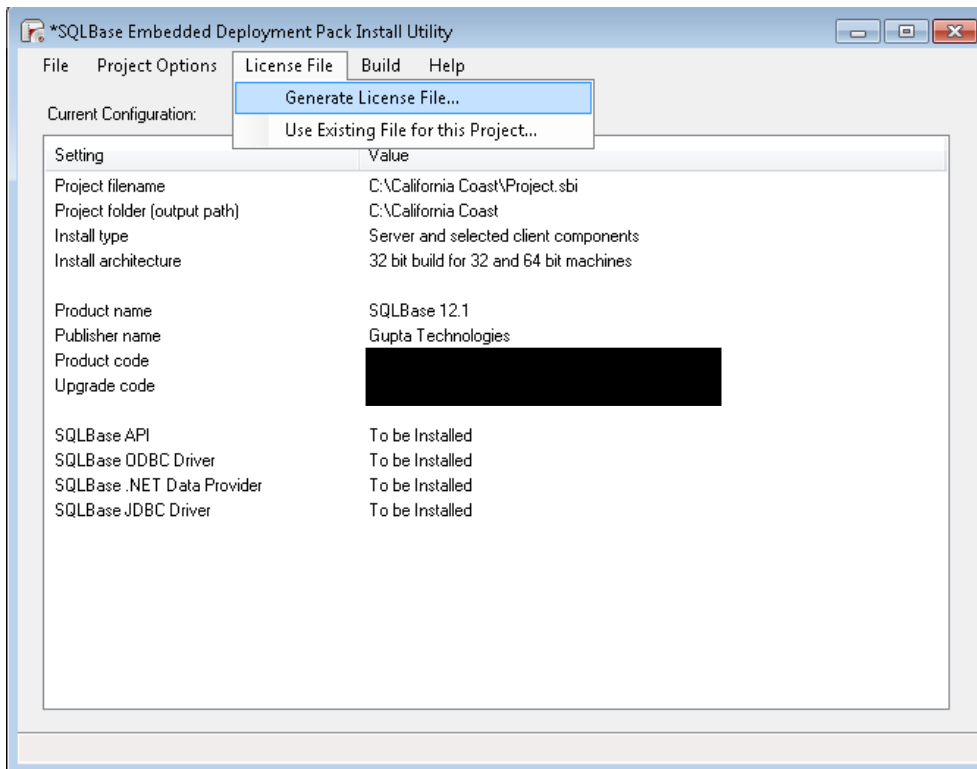 *SQLBase Embedded Deployment Pack Install Utility
File Project Options License File Build Help
Generate License File...
Current Configuration:
Use Existing File for this Project...
Setting Value
Project filename C:\California Coast\Project.sbi
Project folder (output path) C:\California Coast
Install type Server and selected client components
Install architecture 32 bit build for 32 and 64 bit machines
Product name SQLBase 12.1
Publisher name Gupta Technologies
Product code
Upgrade code
SQLBase API To be Installed
SQLBase ODBC Driver To be Installed
SQLBase .NET Data Provider To be Installed
SQLBase JDBC Driver To be Installed